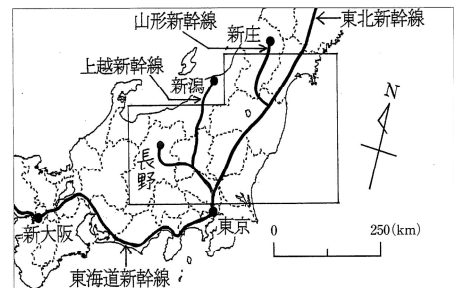 山形新幹線
東北新幹線
新庄
上越新幹線
新潟
N
長野
東京
新大阪
0 250(km)
東海道新幹線